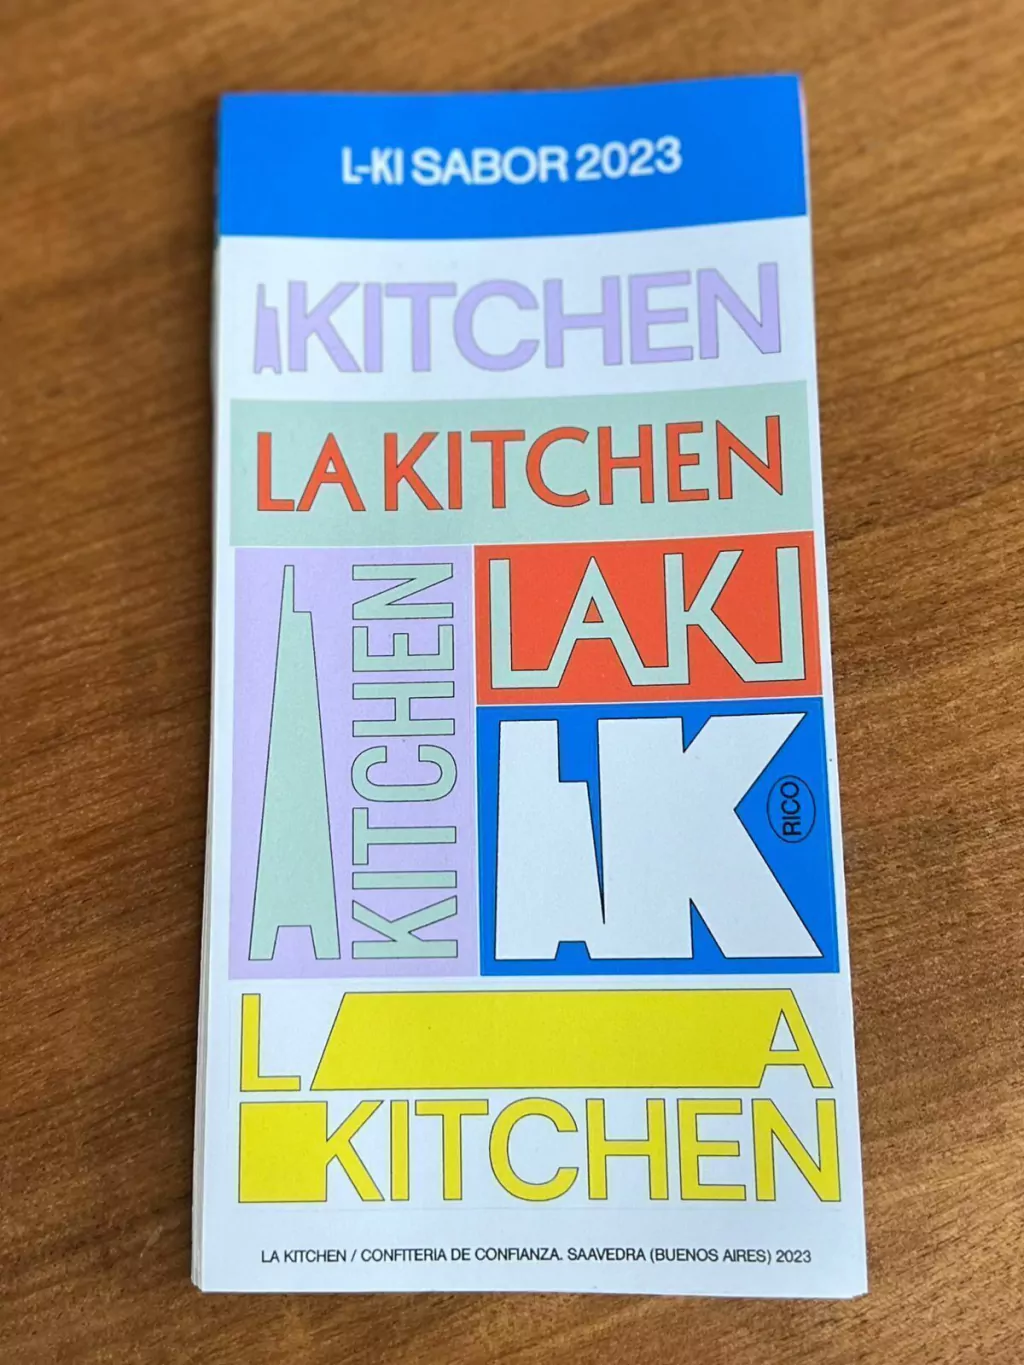 L-KI SABOR 2023
LA KITCHEN
LA KITCHEN
LA KITCHEN
LAKI
LAK
RICO
LA
KITCHEN
LA KITCHEN / CONFITERIA DE CONFIANZA. SAAVEDRA (BUENOS AIRES) 2023